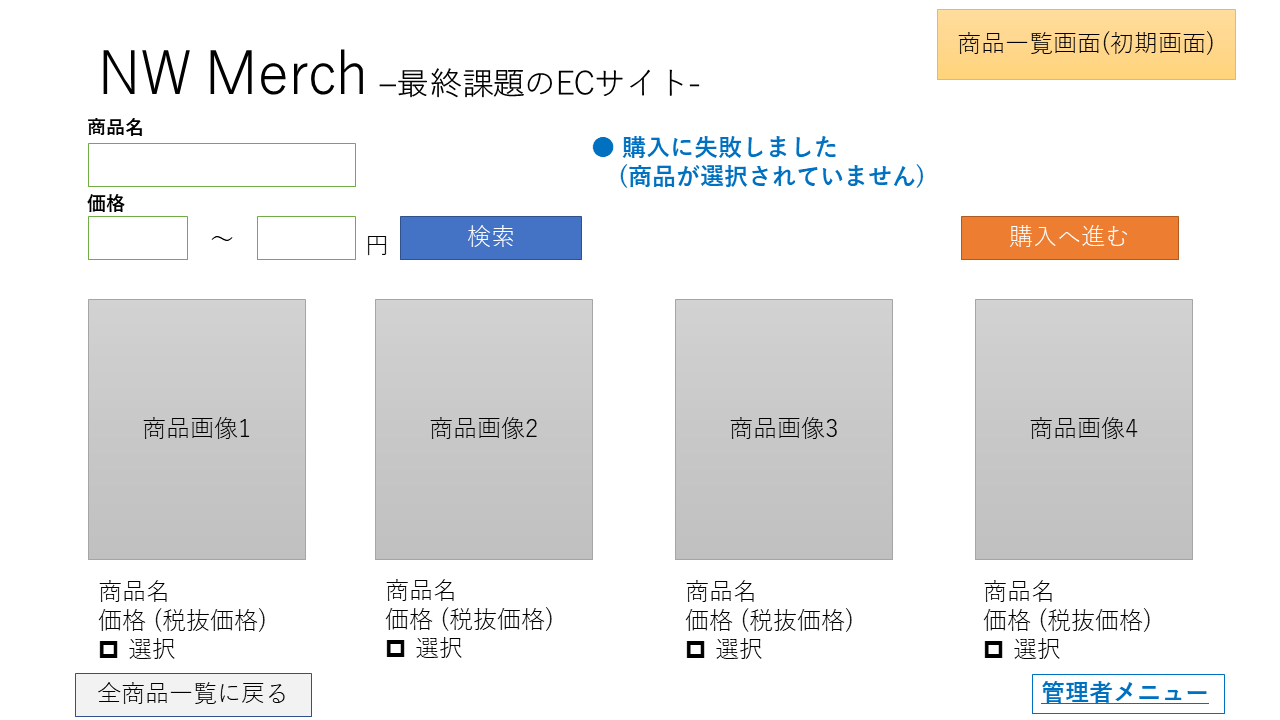 商品一覧画面(初期画面)
NW Merch –最終課題のECサイト-
商品名
● 購入に失敗しました
(商品が選択されていません)
価格
～ 円 検索 購入へ進む
商品画像1 商品画像2 商品画像3 商品画像4
商品名 商品名 商品名 商品名
価格 (税抜価格) 価格 (税抜価格) 価格 (税抜価格) 価格 (税抜価格)
選択 選択 選択 選択
全商品一覧に戻る 管理者メニュー